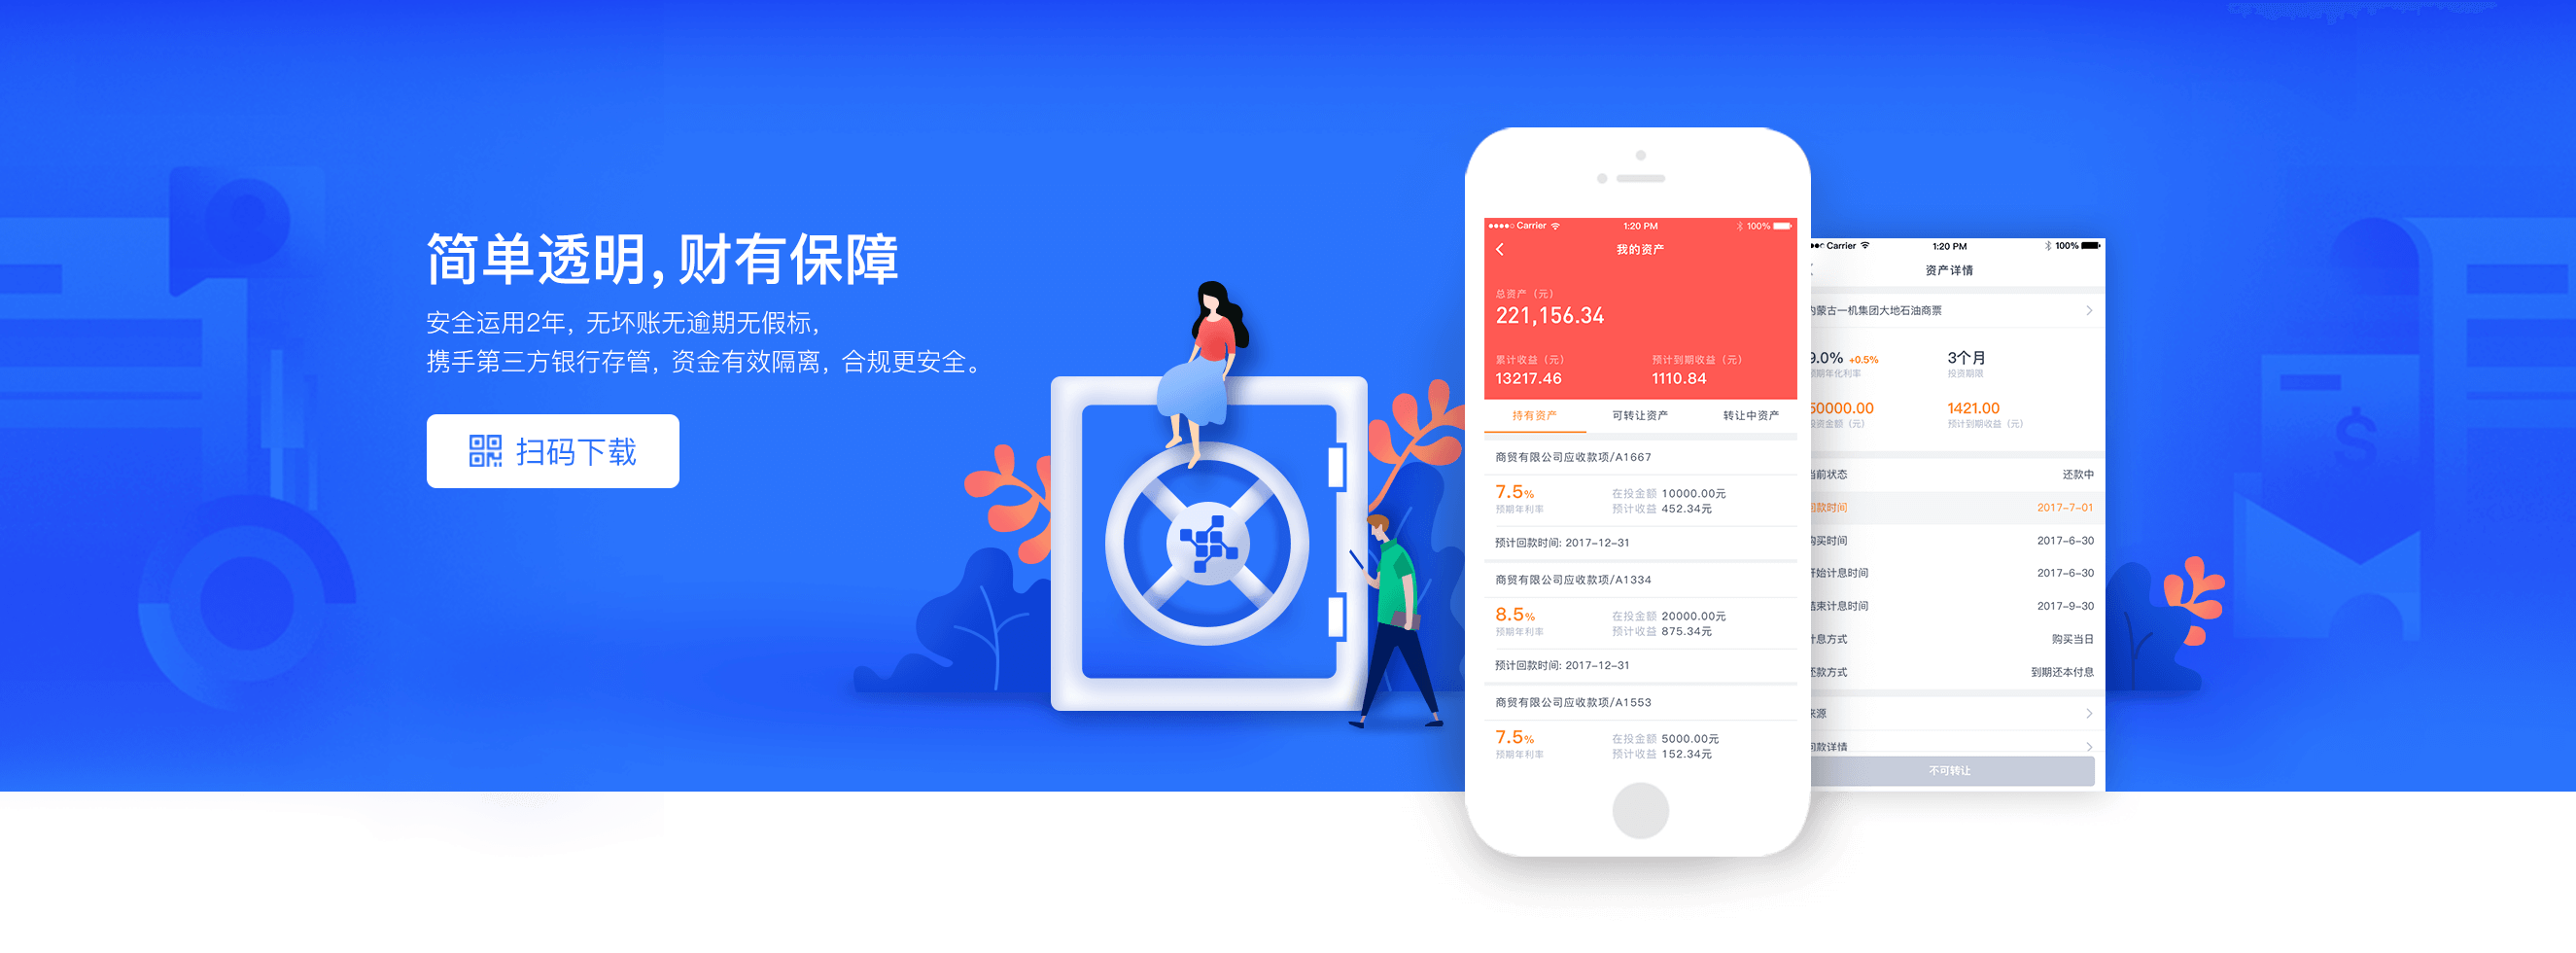 简单透明，财有保障
安全运用2年，无坏账无逾期无假标，
携手第三方银行存管，资金有效隔离，合规更安全。
扫码下载
Carrier 1:20 PM 100%
我的资产
总资产（元）
221,156.34
累计收益（元） 预计到期收益（元）
13217.46 1110.84
持有资产 可转让资产 转让中资产
商贸有限公司应收款项/A1667
7.5% 在投金额 10000.00元
预期年利率 预计收益 452.34元
预计回款时间: 2017-12-31
商贸有限公司应收款项/A1334
8.5% 在投金额 20000.00元
预期年利率 预计收益 875.34元
预计回款时间: 2017-12-31
商贸有限公司应收款项/A1553
7.5% 在投金额 5000.00元
预期年利率 预计收益 152.34元
Carrier 1:20 PM 100%
资产详情
内蒙古一机集团大地石油商票
9.0% +0.5% 3个月
预期年化利率 投资期限
50000.00 1421.00
投资金额（元） 预计到期收益（元）
当前状态 还款中
回款时间 2017-7-01
购买时间 2017-6-30
开始计息时间 2017-6-30
结束计息时间 2017-9-30
计息方式 购买当日
还款方式 到期还本付息
来源
回款详情
不可转让
$